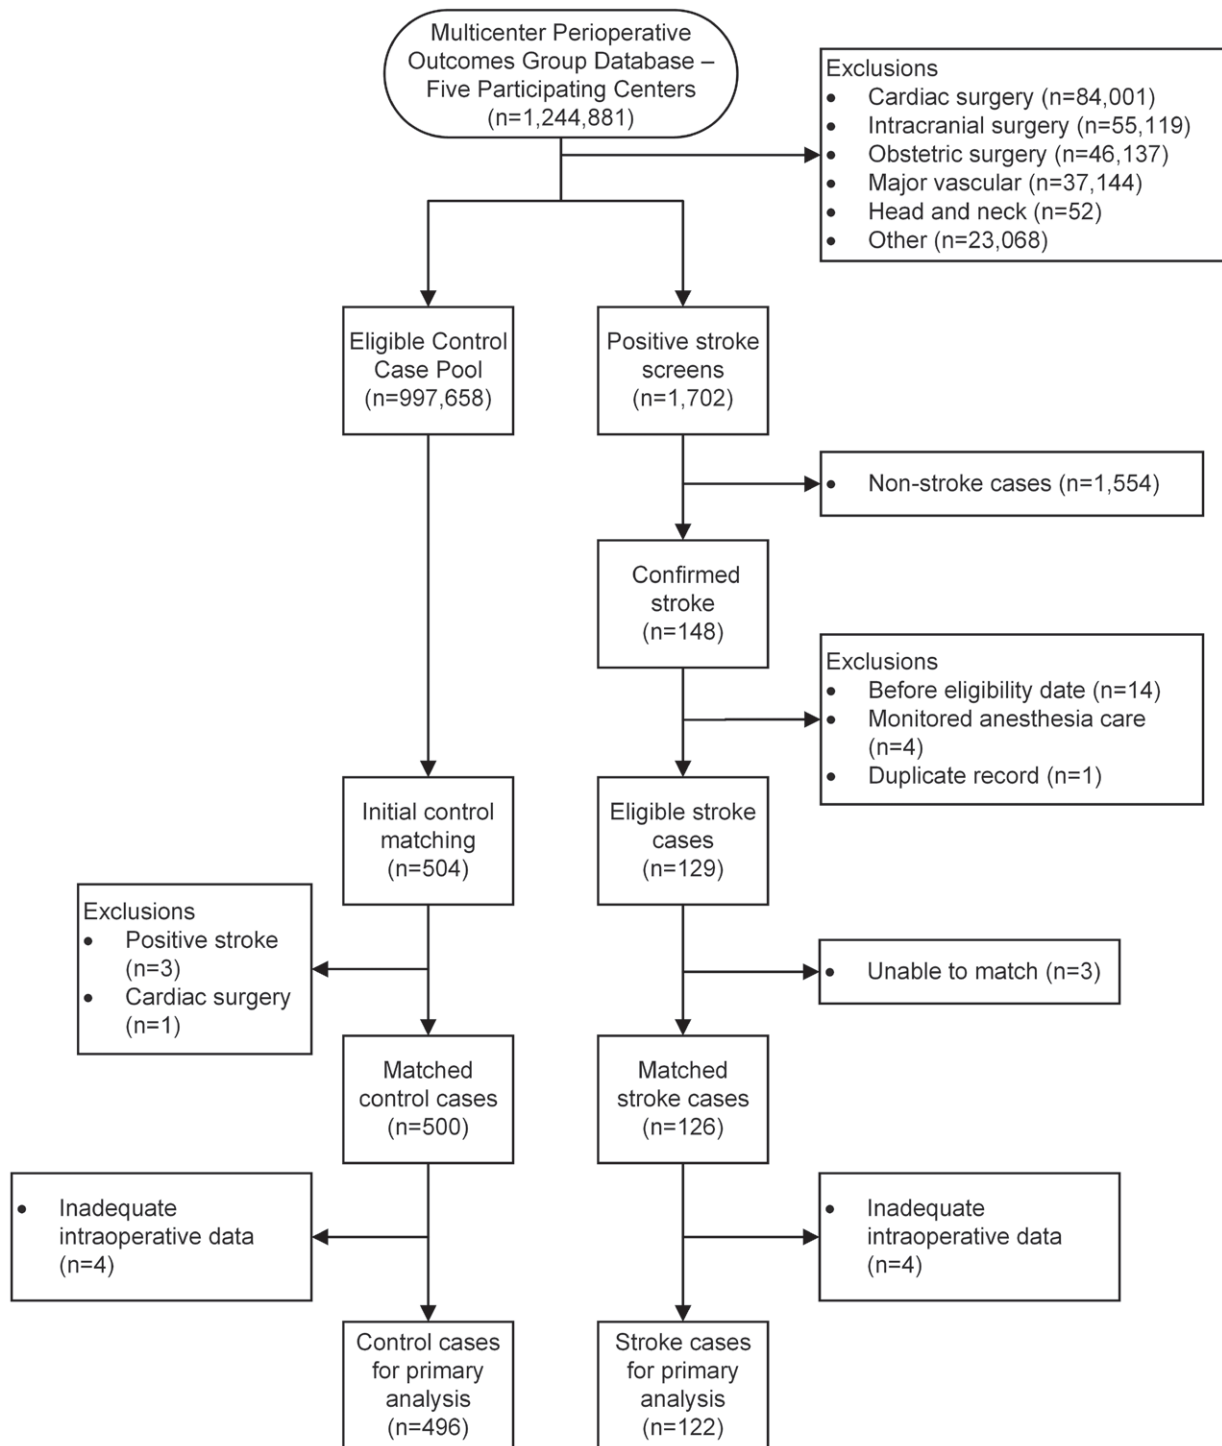 Multicenter Perioperative
Outcomes Group Database –
Five Participating Centers
(n=1,244,881)
Exclusions
• Cardiac surgery (n=84,001)
• Intracranial surgery (n=55,119)
• Obstetric surgery (n=46,137)
• Major vascular (n=37,144)
• Head and neck (n=52)
• Other (n=23,068)
Eligible Control
Case Pool
(n=997,658)
Positive stroke
screens
(n=1,702)
• Non-stroke cases (n=1,554)
Confirmed
stroke
(n=148)
Exclusions
• Before eligibility date (n=14)
• Monitored anesthesia care
(n=4)
• Duplicate record (n=1)
Initial control
matching
(n=504)
Eligible stroke
cases
(n=129)
Exclusions
• Positive stroke
(n=3)
• Cardiac surgery
(n=1)
• Unable to match (n=3)
Matched
control cases
(n=500)
Matched
stroke cases
(n=126)
• Inadequate
intraoperative data
(n=4)
• Inadequate
intraoperative data
(n=4)
Control cases
for primary
analysis
(n=496)
Stroke cases
for primary
analysis
(n=122)